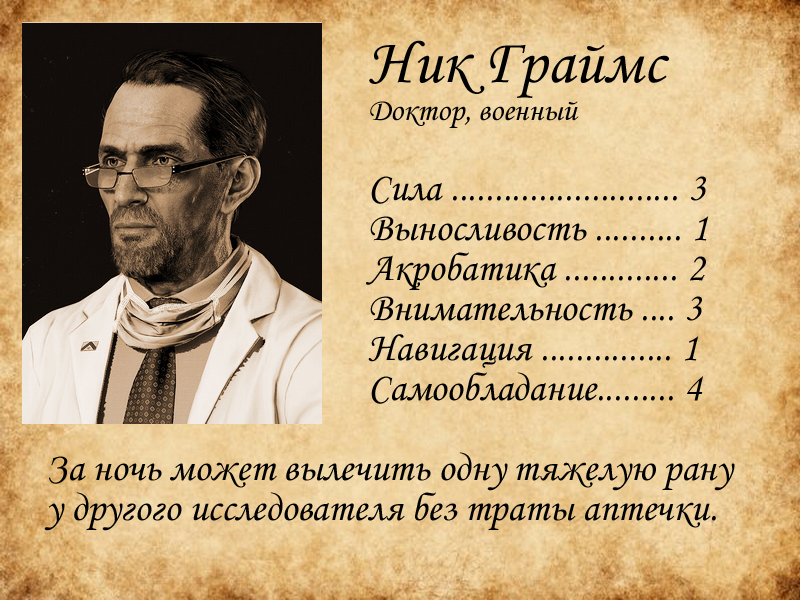 Ник Граймс
Доктор, военный
Сила .......................... 3
Выносливость .......... 1
Акробатика ............. 2
Внимательность .... 3
Навигация ............... 1
Самообладание......... 4
За ночь может вылечить одну тяжелую рану
у другого исследователя без траты аптечки.